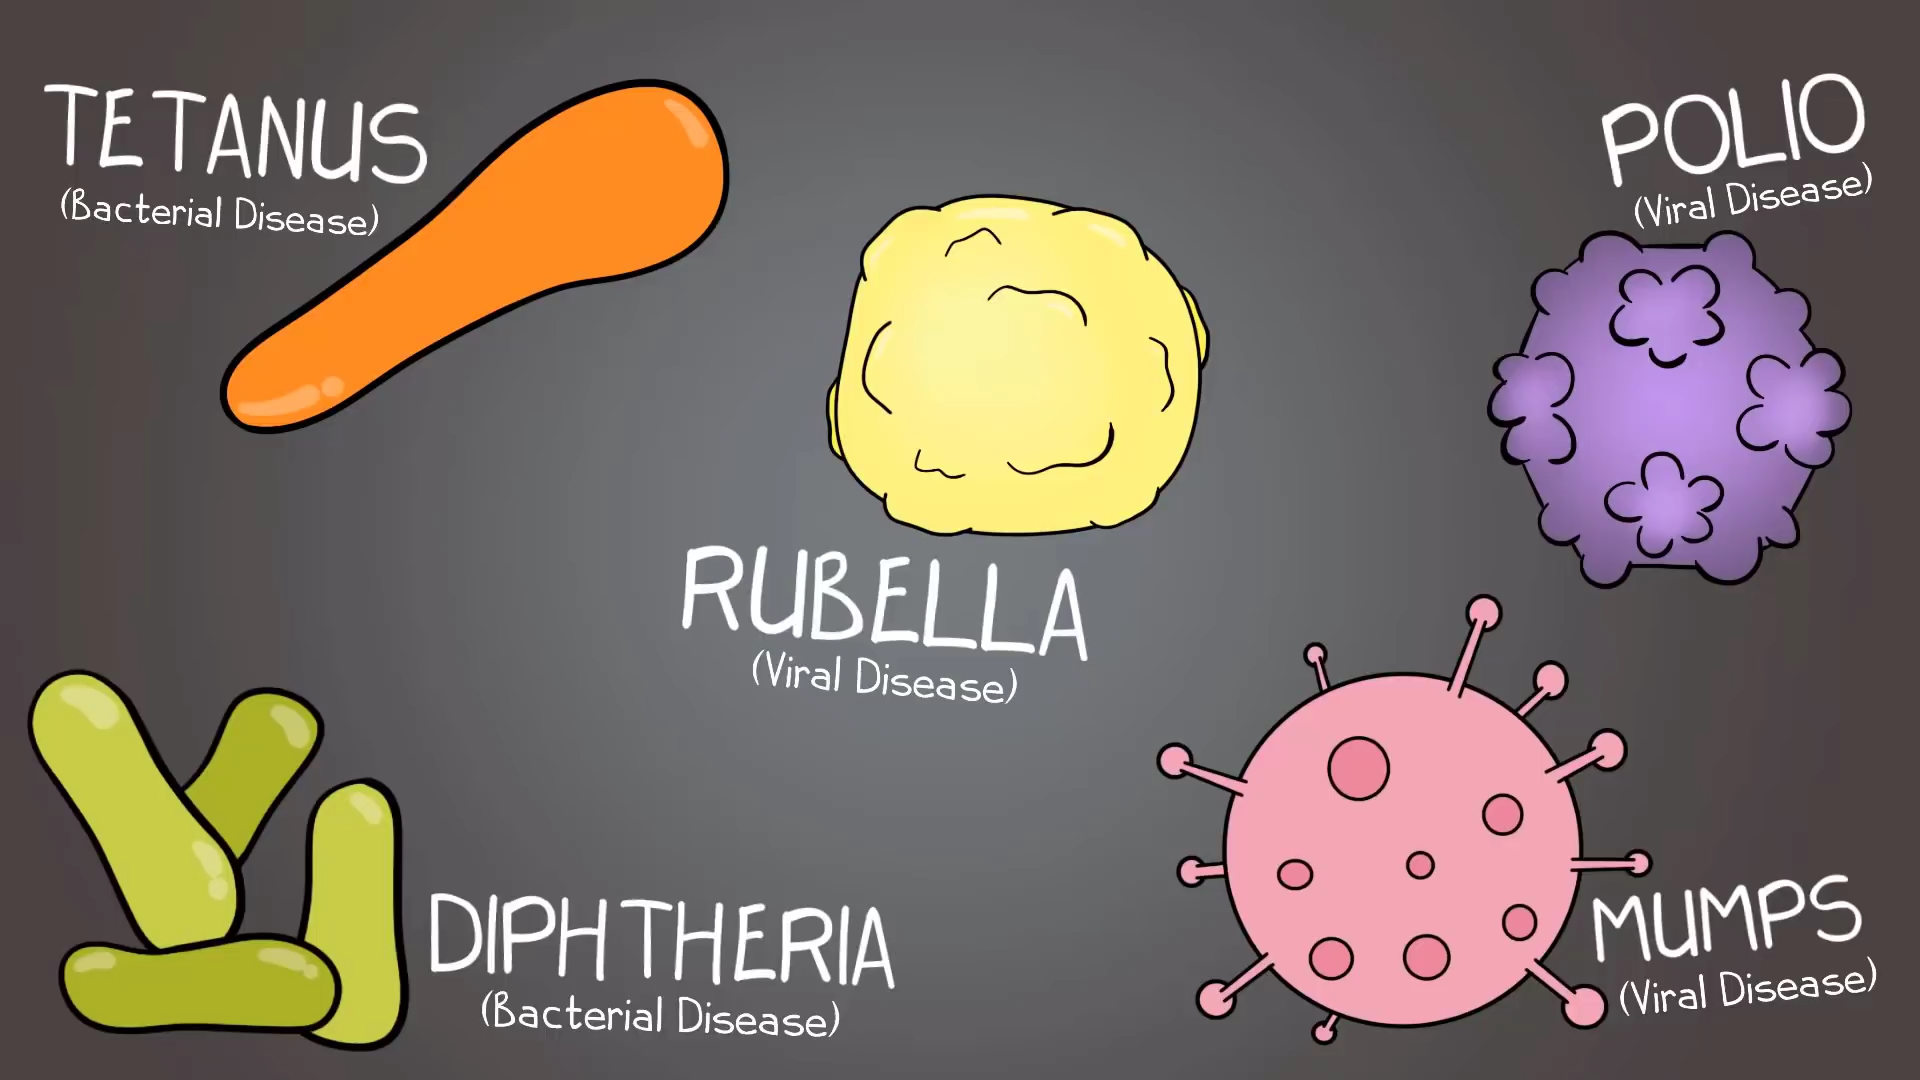 TETANUS
(Bacterial Disease)
POLIO
(Viral Disease)
RUBELLA
(Viral Disease)
DIPHTHERIA
(Bacterial Disease)
MUMPS
(Viral Disease)